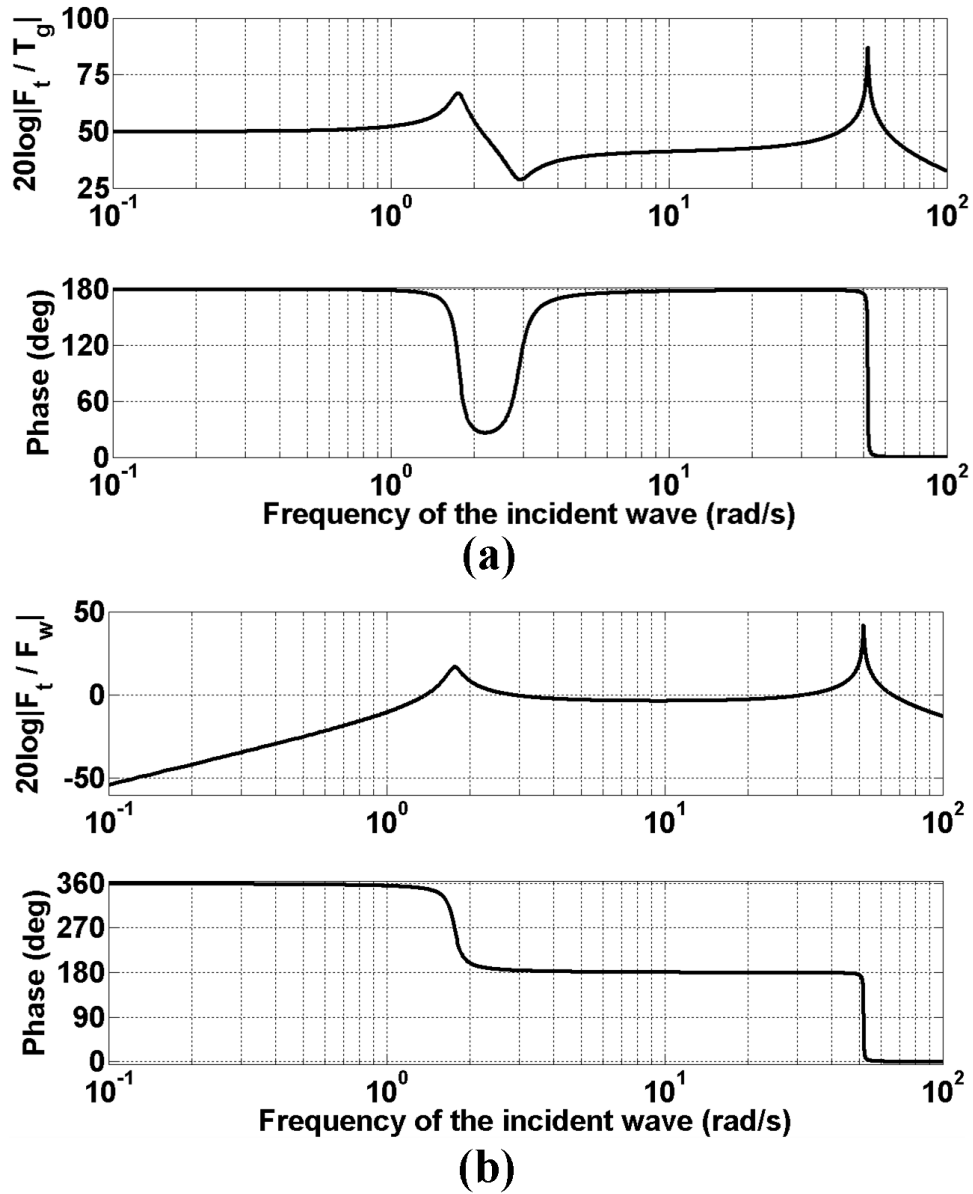 20log|F_t / T_g|
100
75
50
25
10^-1 10^0 10^1 10^2
Phase (deg)
180
120
60
0
10^-1 10^0 10^1 10^2
Frequency of the incident wave (rad/s)
(a)
20log|F_t / F_w|
50
0
-50
10^-1 10^0 10^1 10^2
Phase (deg)
360
270
180
90
0
10^-1 10^0 10^1 10^2
Frequency of the incident wave (rad/s)
(b)